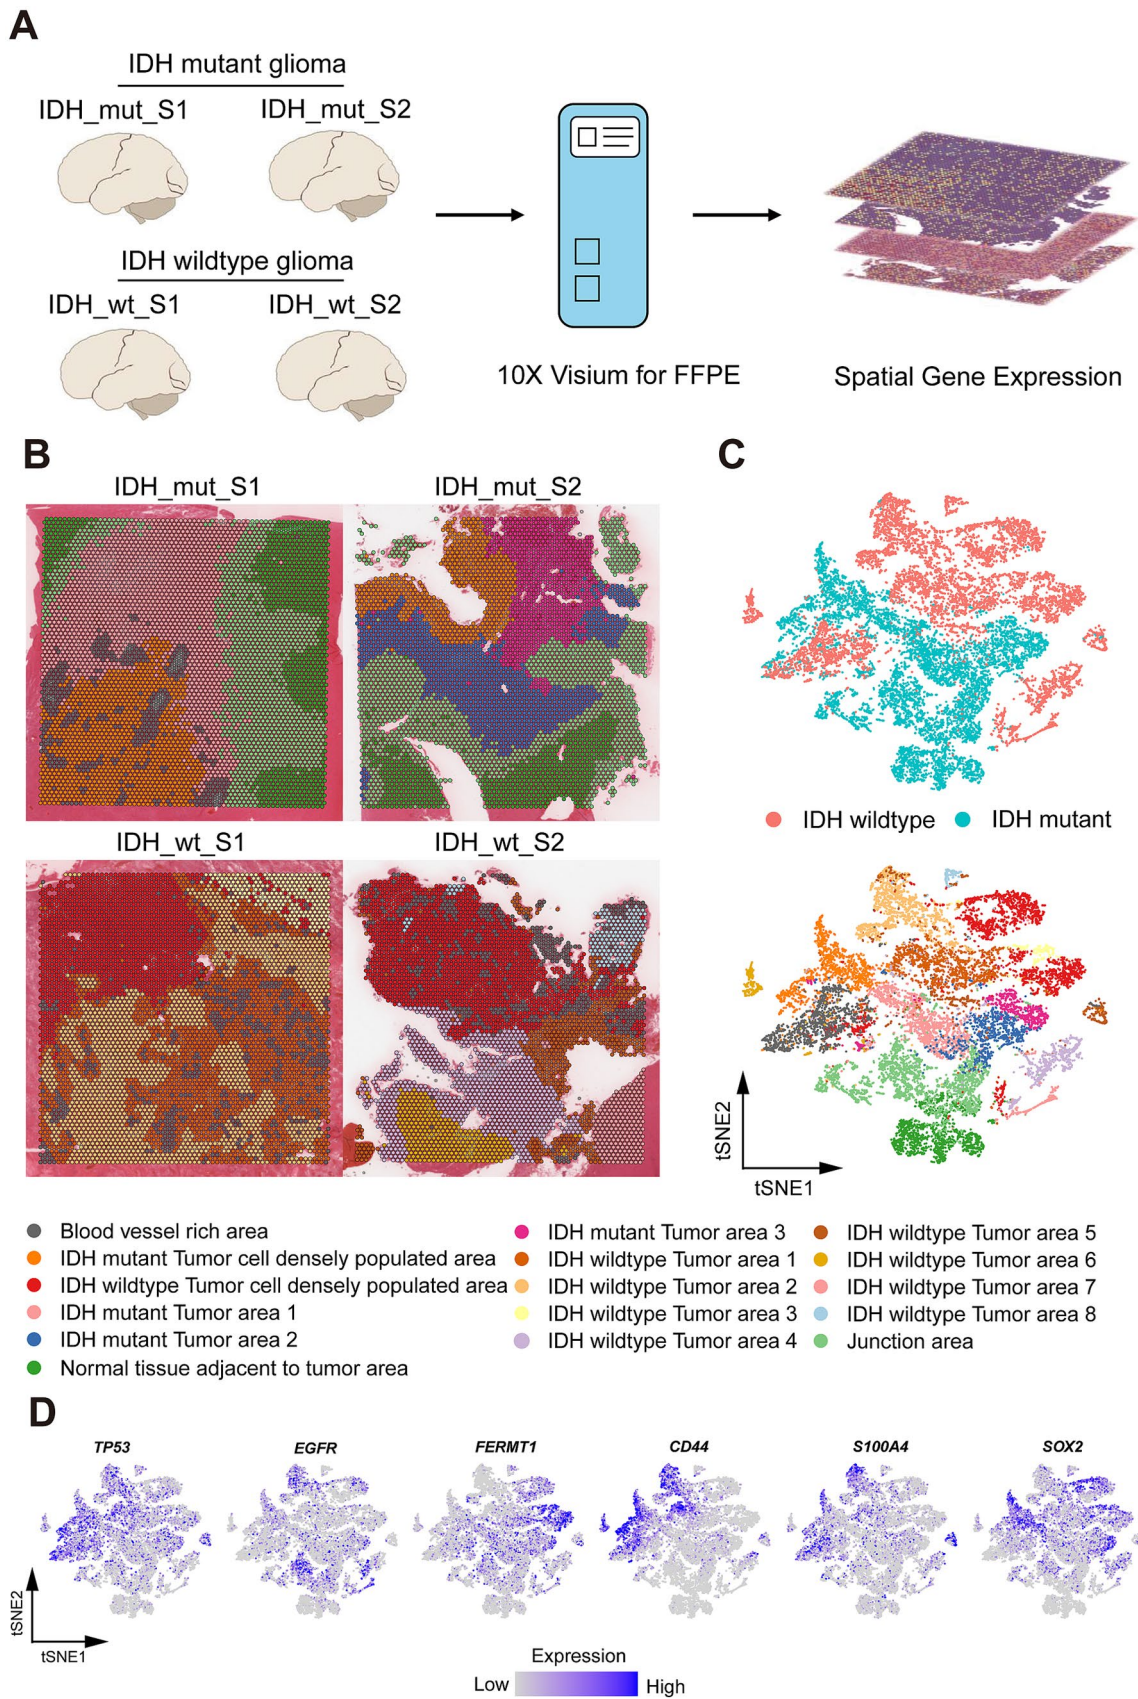 A
IDH mutant glioma
IDH_mut_S1
IDH_mut_S2
IDH wildtype glioma
IDH_wt_S1
IDH_wt_S2
10X Visium for FFPE
Spatial Gene Expression
B
IDH_mut_S1
IDH_mut_S2
IDH_wt_S1
IDH_wt_S2
C
IDH wildtype
IDH mutant
tSNE2
tSNE1
Blood vessel rich area
IDH mutant Tumor cell densely populated area
IDH wildtype Tumor cell densely populated area
IDH mutant Tumor area 1
IDH mutant Tumor area 2
Normal tissue adjacent to tumor area
IDH mutant Tumor area 3
IDH wildtype Tumor area 1
IDH wildtype Tumor area 2
IDH wildtype Tumor area 3
IDH wildtype Tumor area 4
IDH wildtype Tumor area 5
IDH wildtype Tumor area 6
IDH wildtype Tumor area 7
IDH wildtype Tumor area 8
Junction area
D
TP53
EGFR
FERMT1
CD44
S100A4
SOX2
tSNE2
tSNE1
Expression
Low
High